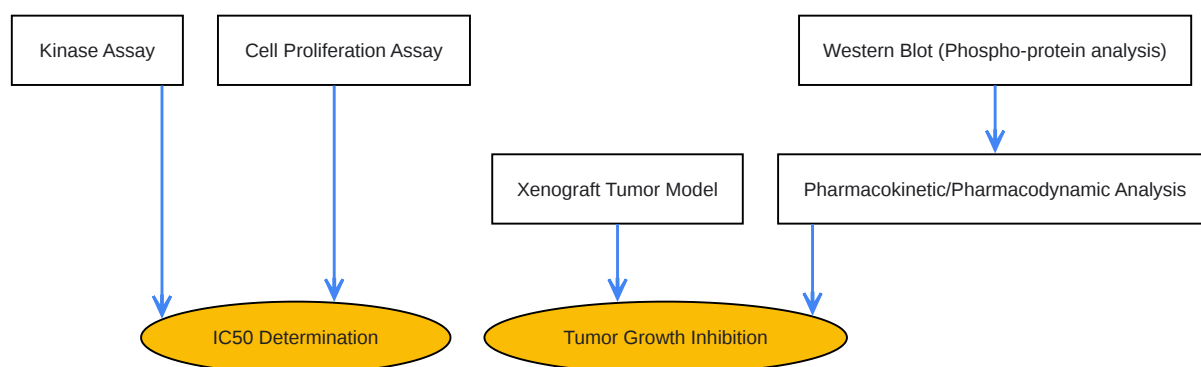 Kinase Assay
Cell Proliferation Assay
Western Blot (Phospho-protein analysis)
Xenograft Tumor Model
Pharmacokinetic/Pharmacodynamic Analysis
IC50 Determination
Tumor Growth Inhibition